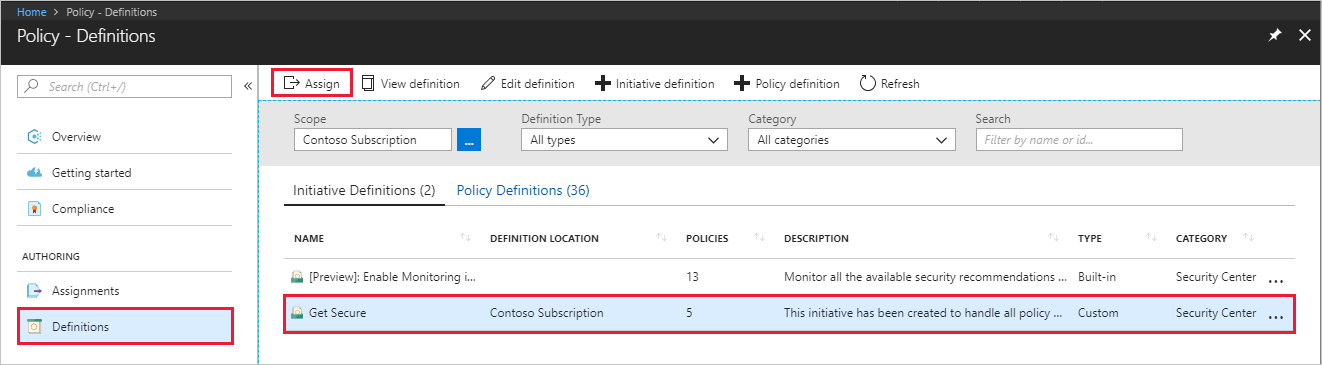 Home > Policy - Definitions
Policy - Definitions
Search (Ctrl+/)
Overview
Getting started
Compliance
AUTHORING
Assignments
Definitions
Assign View definition Edit definition Initiative definition Policy definition Refresh
Scope Definition Type Category Search
Contoso Subscription ... All types All categories Filter by name or id...
Initiative Definitions (2) Policy Definitions (36)
NAME DEFINITION LOCATION POLICIES DESCRIPTION TYPE CATEGORY
[Preview]: Enable Monitoring i... 13 Monitor all the available security recommendations ... Built-in Security Center ...
Get Secure Contoso Subscription 5 This initiative has been created to handle all policy ... Custom Security Center ...